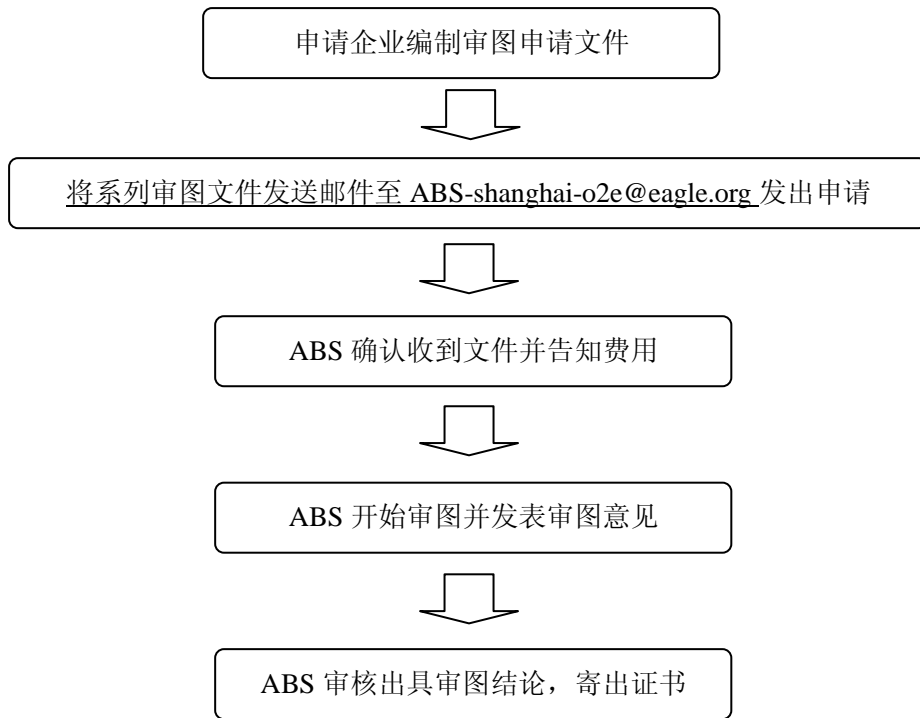 申请企业编制审图申请文件
将系列审图文件发送邮件至 ABS-shanghai-o2e@eagle.org 发出申请
ABS 确认收到文件并告知费用
ABS 开始审图并发表审图意见
ABS 审核出具审图结论，寄出证书